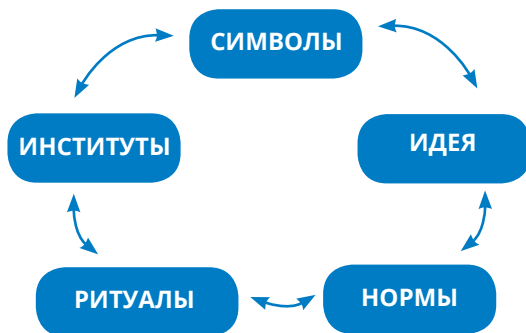 СИМВОЛЫ
ИНСТИТУТЫ
ИДЕЯ
РИТУАЛЫ
НОРМЫ